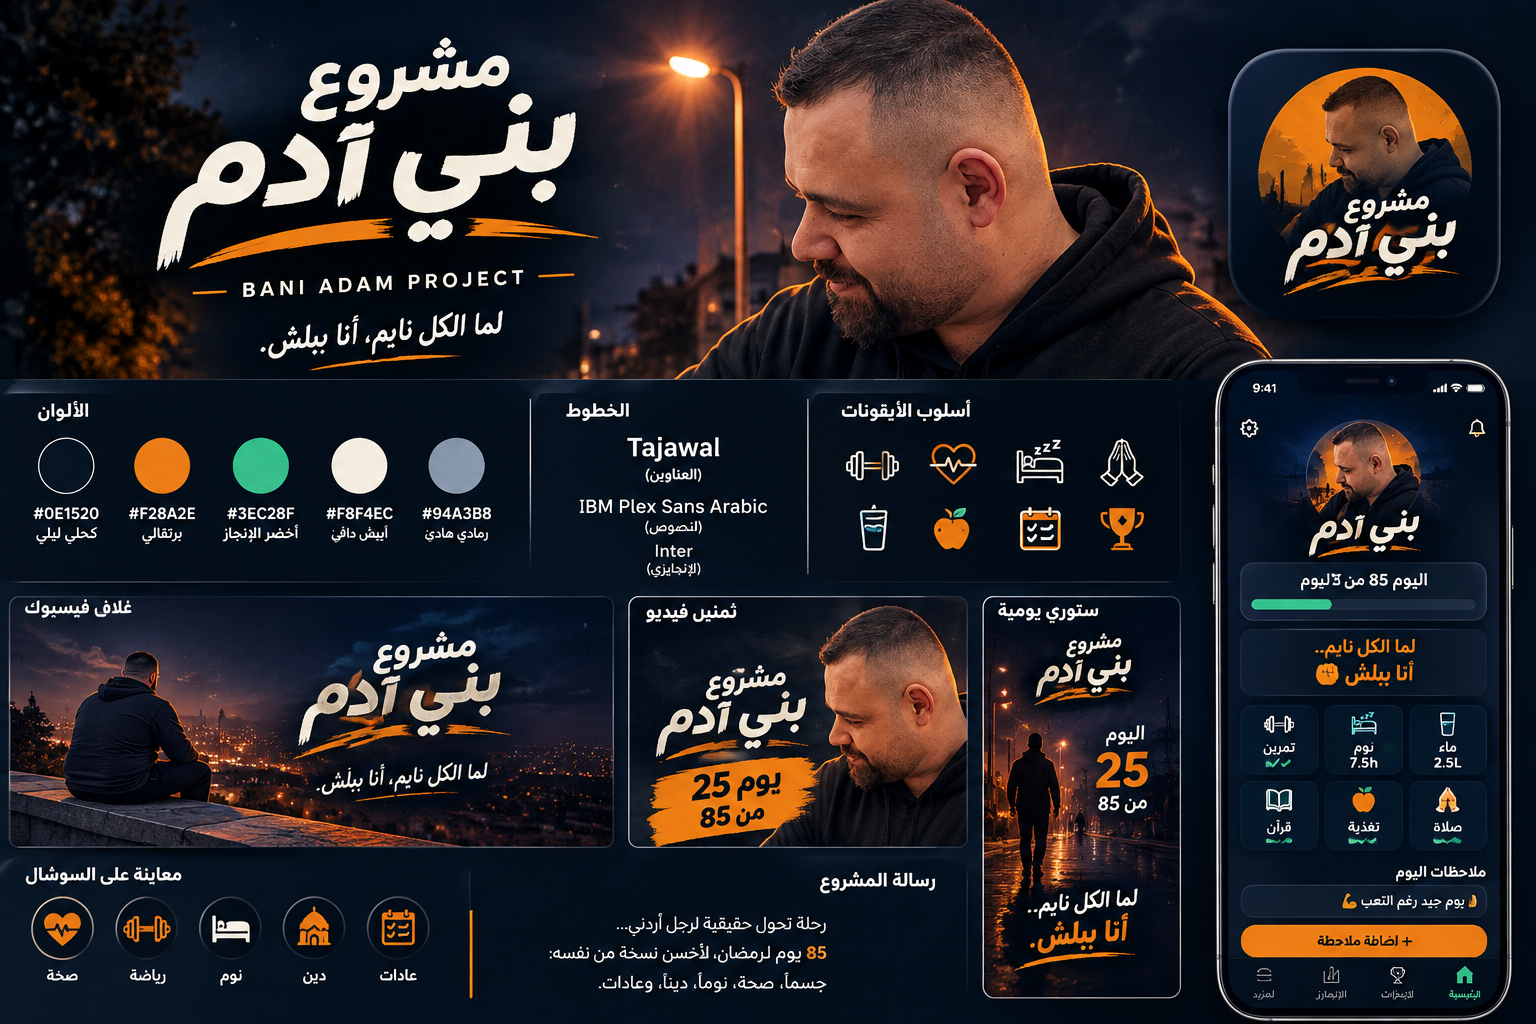 مشروع
بني آدم
BANI ADAM PROJECT
لما الكل نايم، أنا ببلش.
مشروع
بني آدم
الألوان
#0E1520
كحلي ليلي
#F28A2E
برتقالي
#3EC28F
أخضر الإنجاز
#F8F4EC
أبيض دافئ
#94A3B8
رمادي هادئ
الخطوط
Tajawal
(العناوين)
IBM Plex Sans Arabic
(النصوص)
Inter
(الإنجليزي)
أسلوب الأيقونات
zzz
غلاف فيسبوك
مشروع
بني آدم
لما الكل نايم، أنا ببلش.
ثمنيل فيديو
مشروع
بني آدم
يوم 25
من 85
ستوري يومية
مشروع
بني آدم
اليوم
25
من 85
لما الكل نايم..
أنا ببلش.
معاينة على السوشال
صخة
رياضة
نوم
دين
عادات
رسالة المشروع
رحلة تحول حقيقية لرجل أردني...
85 يوم لرمضان، لأخسن نسخة من نفسه:
جسماً، صحة، نوماً، ديناً، وعادات.
9:41
بني آدم
اليوم 85 من
لما الكل نايم..
أنا ببلش
تمرين
نوم
7.5h
ماء
2.5L
قرآن
تغذية
صلاة
ملاحظات اليوم
يوم جيد رغم التعب
+ اضافة ملاحظة
الرئيسية